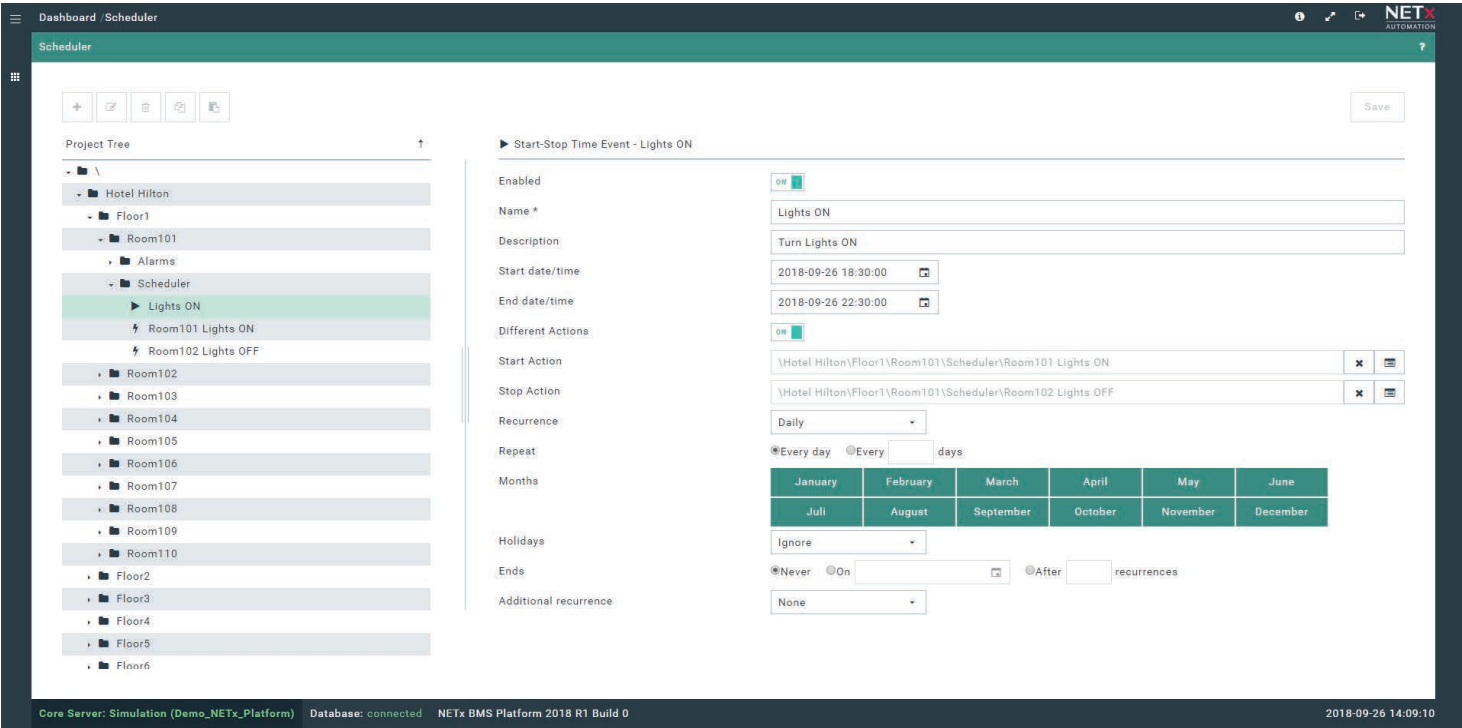 Dashboard /Scheduler
NETx
AUTOMATION
Scheduler
?
Save
Project Tree
\
Hotel Hilton
Floor1
Room101
Alarms
Scheduler
Lights ON
Room101 Lights ON
Room102 Lights OFF
Room102
Room103
Room104
Room105
Room106
Room107
Room108
Room109
Room110
Floor2
Floor3
Floor4
Floor5
Floor6
Start-Stop Time Event - Lights ON
Enabled ON
Name * Lights ON
Description Turn Lights ON
Start date/time 2018-09-26 18:30:00
End date/time 2018-09-26 22:30:00
Different Actions ON
Start Action \Hotel Hilton\Floor1\Room101\Scheduler\Room101 Lights ON
Stop Action \Hotel Hilton\Floor1\Room101\Scheduler\Room102 Lights OFF
Recurrence Daily
Repeat Every day Every days
Months January February March April May June
Juli August September October November December
Holidays Ignore
Ends Never On After recurrences
Additional recurrence None
Core Server: Simulation (Demo_NETx_Platform) Database: connected NETx BMS Platform 2018 R1 Build 0 2018-09-26 14:09:10